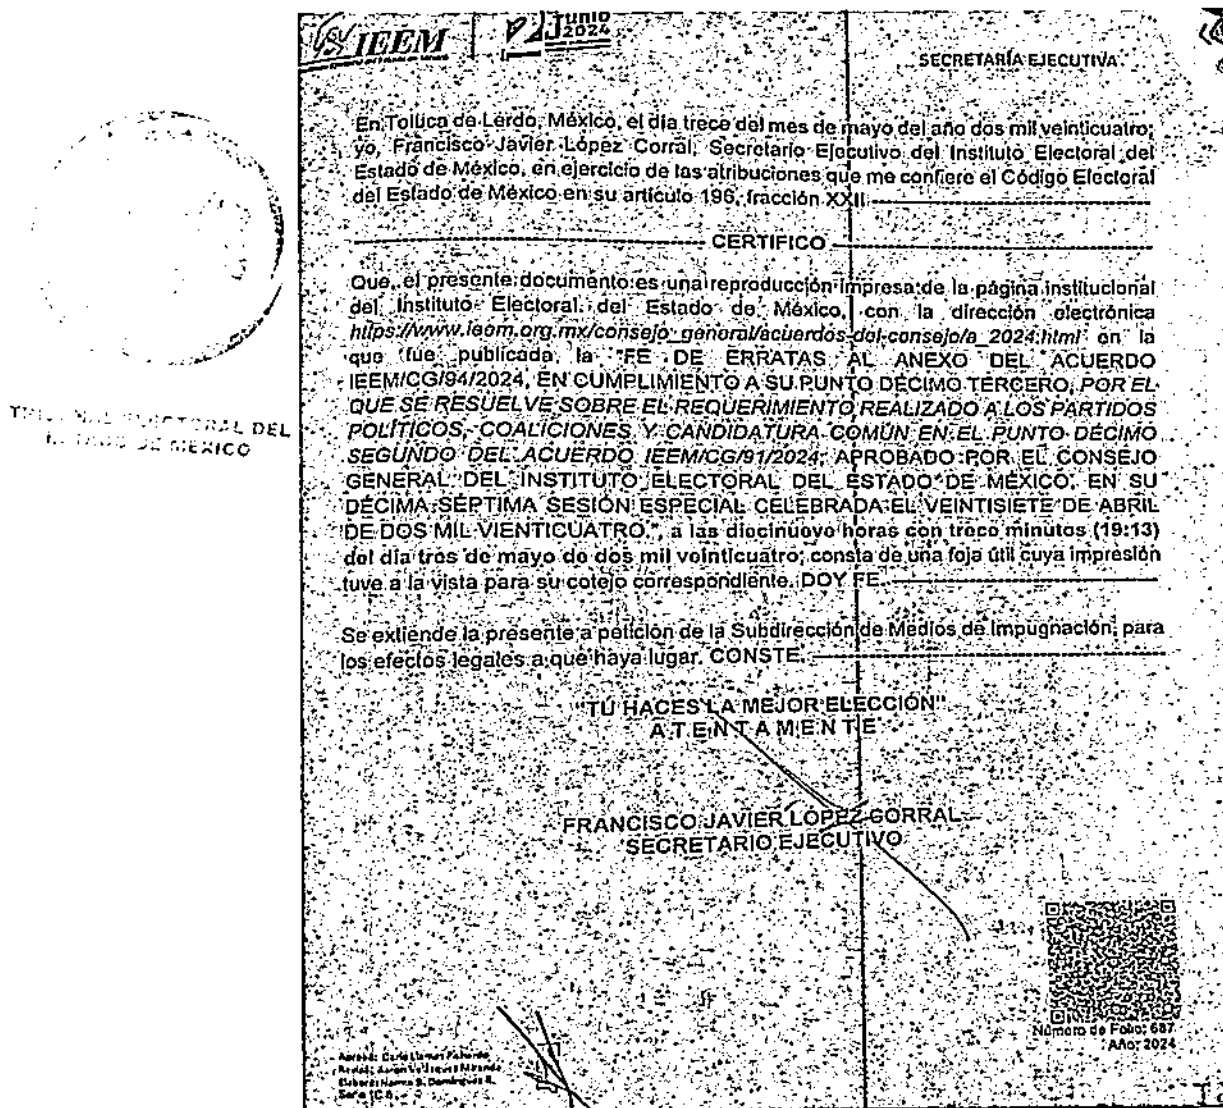 IEEM
2 Junio
2024
SECRETARÍA EJECUTIVA
En Toluca de Lerdo, México, el día trece del mes de mayo del año dos mil veinticuatro;
yo, Francisco Javier López Corral, Secretario Ejecutivo del Instituto Electoral del
Estado de México, en ejercicio de las atribuciones que me confiere el Código Electoral
del Estado de México en su artículo 196, fracción XXII
CERTIFICO
Que, el presente documento es una reproducción impresa de la página institucional
del Instituto Electoral del Estado de México, con la dirección electrónica
https://www.ieem.org.mx/consejo_general/acuerdos-del-consejo/a_2024.html en la
que fue publicada la "FE DE ERRATAS AL ANEXO DEL ACUERDO
IEEM/CG/94/2024, EN CUMPLIMIENTO A SU PUNTO DÉCIMO TERCERO, POR EL
QUE SE RESUELVE SOBRE EL REQUERIMIENTO REALIZADO A LOS PARTIDOS
POLÍTICOS, COALICIONES Y CANDIDATURA COMÚN EN EL PUNTO DÉCIMO
SEGUNDO DEL ACUERDO IEEM/CG/91/2024, APROBADO POR EL CONSEJO
GENERAL DEL INSTITUTO ELECTORAL DEL ESTADO DE MÉXICO, EN SU
DÉCIMA SÉPTIMA SESIÓN ESPECIAL CELEBRADA EL VEINTISIETE DE ABRIL
DE DOS MIL VIENTICUATRO.", a las diecinueve horas con trece minutos (19:13)
del día tres de mayo de dos mil veinticuatro; consta de una foja útil cuya impresión
tuve a la vista para su cotejo correspondiente. DOY FE.
Se extiende la presente a petición de la Subdirección de Medios de Impugnación, para
los efectos legales a que haya lugar. CONSTE.
TRIBUNAL ELECTORAL DEL
ESTADO DE MÉXICO
"TÚ HACES LA MEJOR ELECCIÓN"
A T E N T A M E N T E
FRANCISCO JAVIER LÓPEZ CORRAL
SECRETARIO EJECUTIVO
Número de Folio: 687
Año: 2024